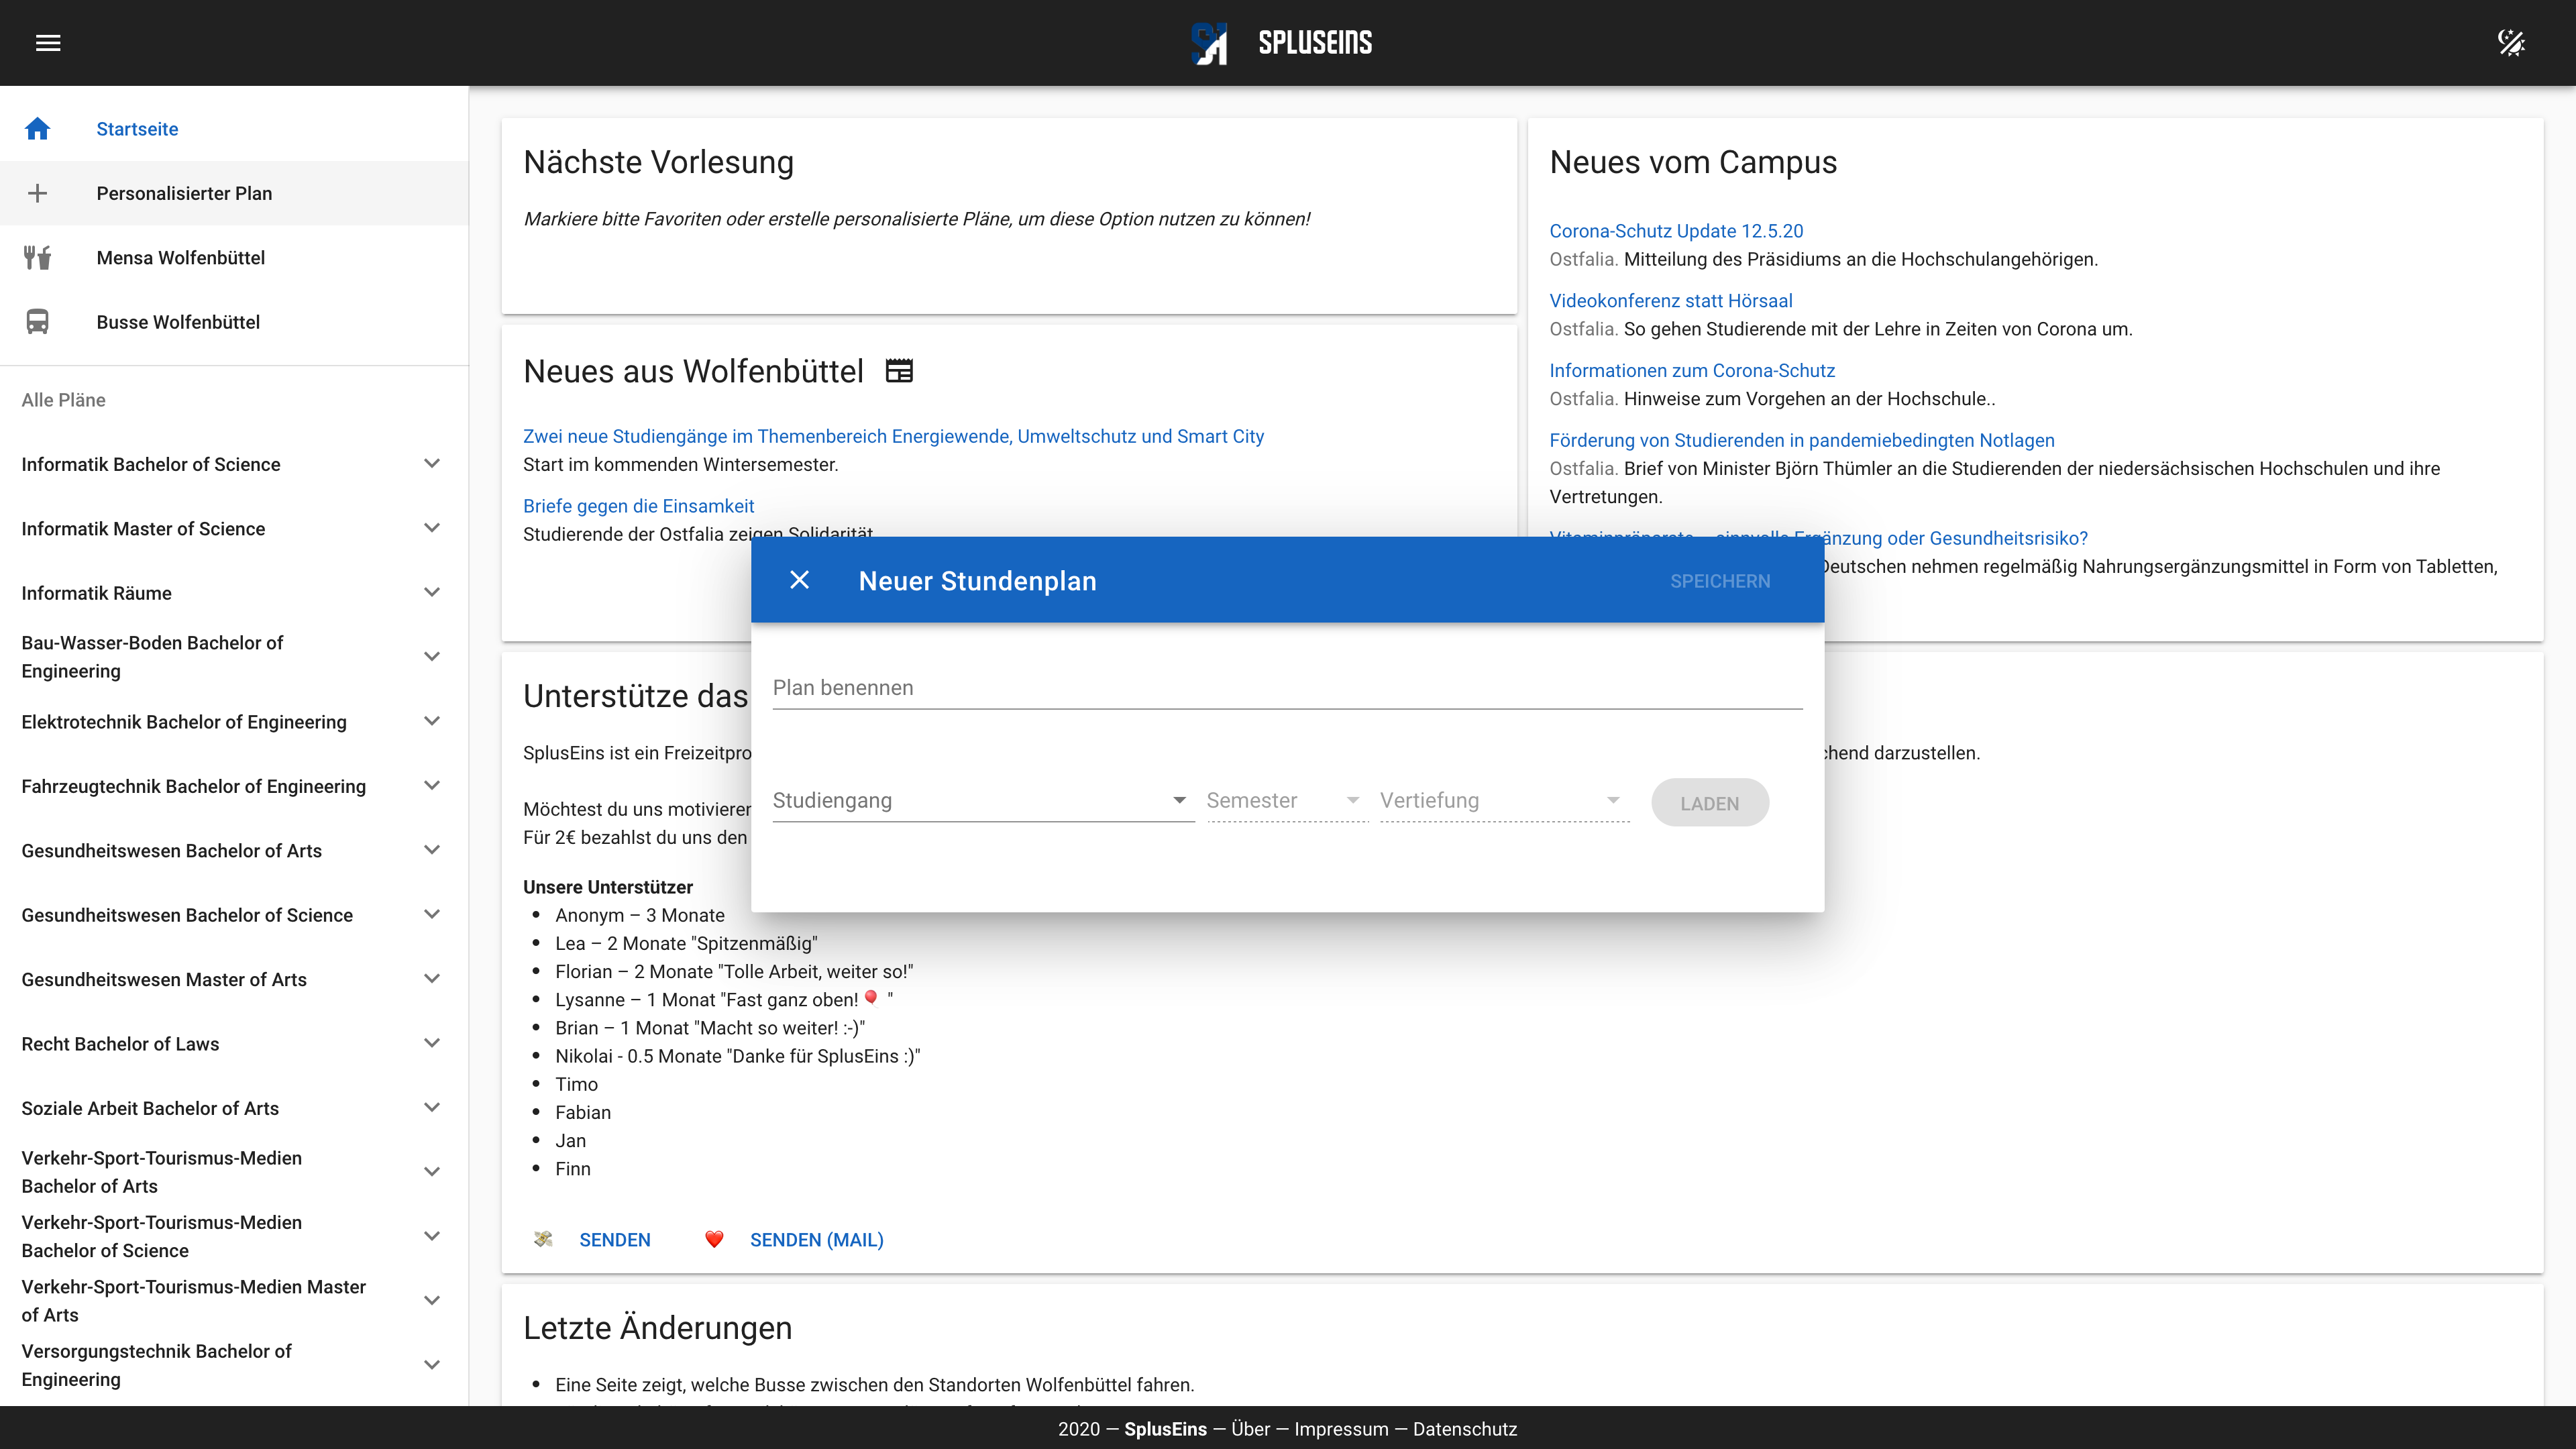 SPLUSEINS
Startseite
Personalisierter Plan
Mensa Wolfenbüttel
Busse Wolfenbüttel
Alle Pläne
Informatik Bachelor of Science
Informatik Master of Science
Informatik Räume
Bau-Wasser-Boden Bachelor of
Engineering
Elektrotechnik Bachelor of Engineering
Fahrzeugtechnik Bachelor of Engineering
Gesundheitswesen Bachelor of Arts
Gesundheitswesen Bachelor of Science
Gesundheitswesen Master of Arts
Recht Bachelor of Laws
Soziale Arbeit Bachelor of Arts
Verkehr-Sport-Tourismus-Medien
Bachelor of Arts
Verkehr-Sport-Tourismus-Medien
Bachelor of Science
Verkehr-Sport-Tourismus-Medien Master
of Arts
Versorgungstechnik Bachelor of
Engineering
Nächste Vorlesung
Markiere bitte Favoriten oder erstelle personalisierte Pläne, um diese Option nutzen zu können!
Neues aus Wolfenbüttel
Zwei neue Studiengänge im Themenbereich Energiewende, Umweltschutz und Smart City
Start im kommenden Wintersemester.
Briefe gegen die Einsamkeit
Studierende der Ostfalia zeigen Solidarität
Neues vom Campus
Corona-Schutz Update 12.5.20
Ostfalia. Mitteilung des Präsidiums an die Hochschulangehörigen.
Videokonferenz statt Hörsaal
Ostfalia. So gehen Studierende mit der Lehre in Zeiten von Corona um.
Informationen zum Corona-Schutz
Ostfalia. Hinweise zum Vorgehen an der Hochschule..
Förderung von Studierenden in pandemiebedingten Notlagen
Ostfalia. Brief von Minister Björn Thümler an die Studierenden der niedersächsischen Hochschulen und ihre
Vertretungen.
Vitaminpräparate – sinnvolle Ergänzung oder Gesundheitsrisiko?
Deutschen nehmen regelmäßig Nahrungsergänzungsmittel in Form von Tabletten,
Neuer Stundenplan
SPEICHERN
Plan benennen
Studiengang
Semester
Vertiefung
LADEN
Unterstütze das
SplusEins ist ein Freizeitpro
chend darzustellen.
Möchtest du uns motivieren
Für 2€ bezahlst du uns den
Unsere Unterstützer
• Anonym – 3 Monate
• Lea – 2 Monate "Spitzenmäßig"
• Florian – 2 Monate "Tolle Arbeit, weiter so!"
• Lysanne – 1 Monat "Fast ganz oben!🎈 "
• Brian – 1 Monat "Macht so weiter! :-)"
• Nikolai - 0.5 Monate "Danke für SplusEins :)"
• Timo
• Fabian
• Jan
• Finn
💸 SENDEN ❤️ SENDEN (MAIL)
Letzte Änderungen
• Eine Seite zeigt, welche Busse zwischen den Standorten Wolfenbüttel fahren.
2020 — SplusEins — Über — Impressum — Datenschutz